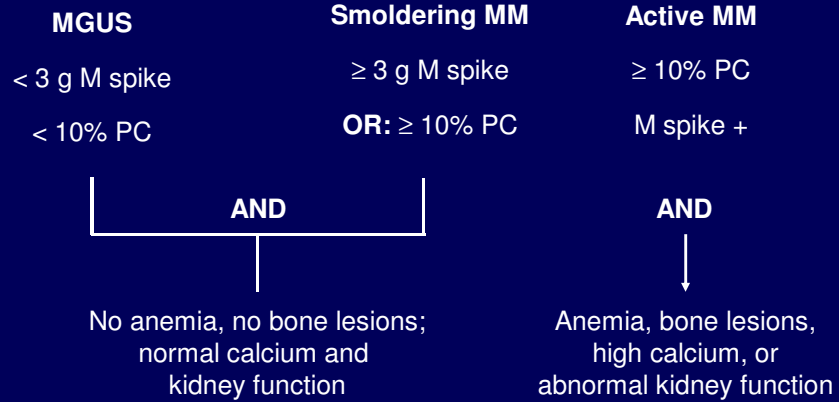 MGUS
< 3 g M spike
< 10% PC
Smoldering MM
≥ 3 g M spike
OR: ≥ 10% PC
AND
No anemia, no bone lesions;
normal calcium and
kidney function
Active MM
≥ 10% PC
M spike +
AND
Anemia, bone lesions,
high calcium, or
abnormal kidney function